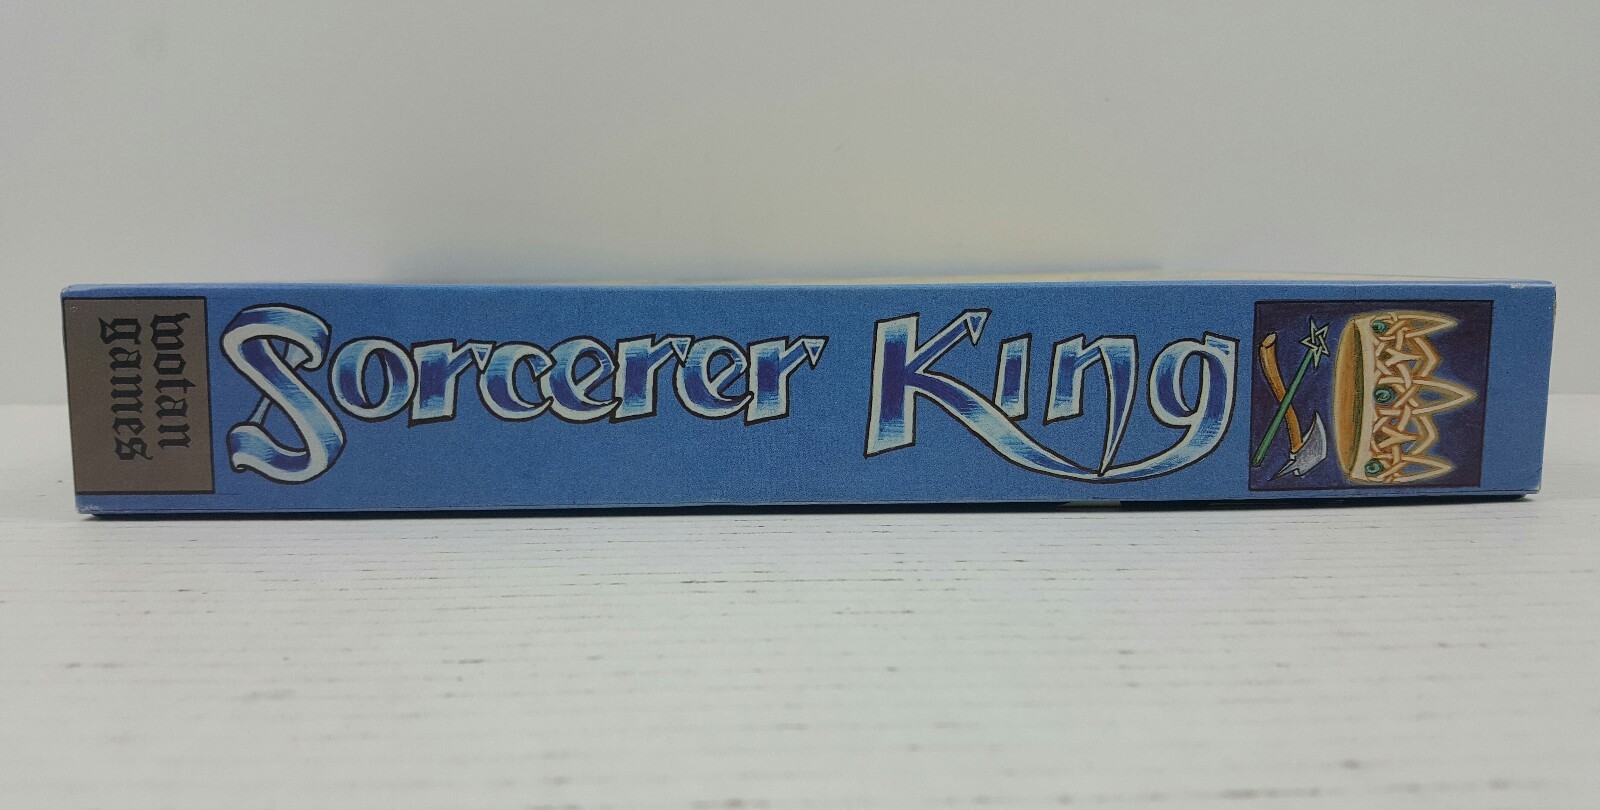 wotan
games
Sorcerer King